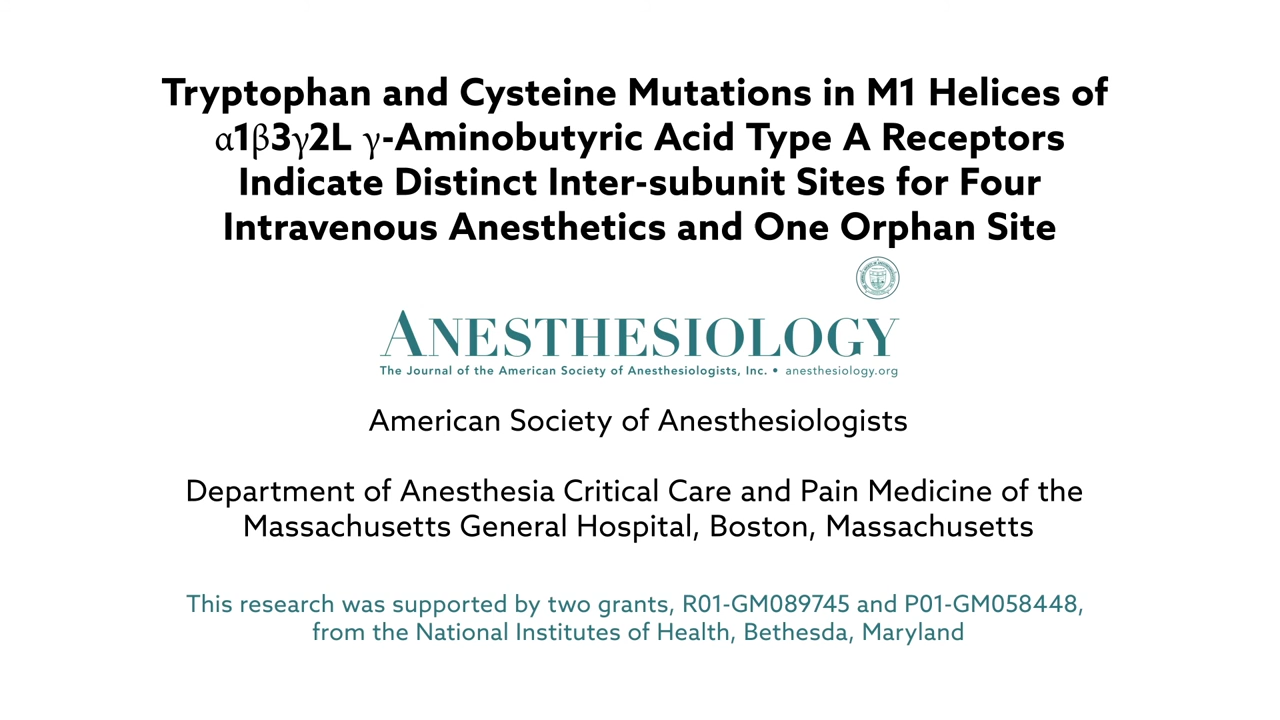 Tryptophan and Cysteine Mutations in M1 Helices of
α1β3γ2L γ-Aminobutyric Acid Type A Receptors
Indicate Distinct Inter-subunit Sites for Four
Intravenous Anesthetics and One Orphan Site
ANESTHESIOLOGY
The Journal of the American Society of Anesthesiologists, Inc. • anesthesiology.org
American Society of Anesthesiologists
Department of Anesthesia Critical Care and Pain Medicine of the
Massachusetts General Hospital, Boston, Massachusetts
This research was supported by two grants, R01-GM089745 and P01-GM058448,
from the National Institutes of Health, Bethesda, Maryland